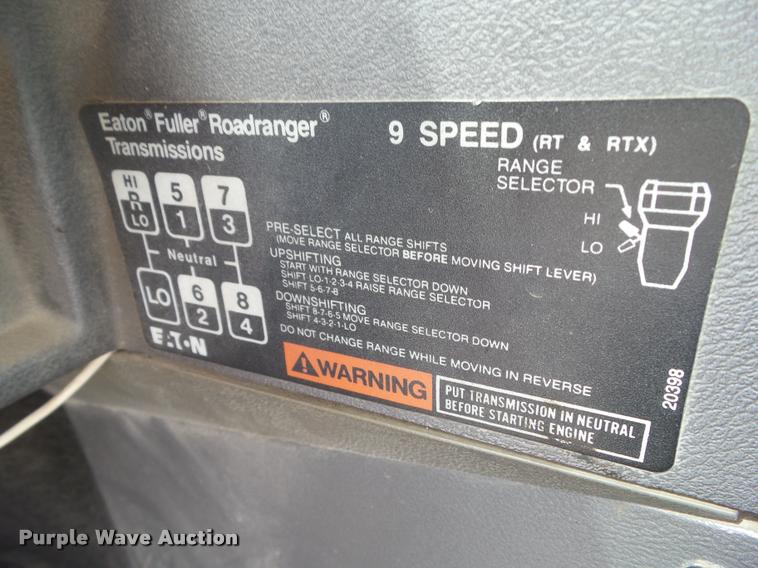 Eaton® Fuller® Roadranger®
Transmissions
9 SPEED (RT & RTX)
RANGE
SELECTOR
HI
LO
HI
R
LO
5
1
7
3
Neutral
LO
6
2
8
4
EATON
PRE-SELECT ALL RANGE SHIFTS
(MOVE RANGE SELECTOR BEFORE MOVING SHIFT LEVER)
UPSHIFTING
START WITH RANGE SELECTOR DOWN
SHIFT LO-1-2-3-4 RAISE RANGE SELECTOR
SHIFT 5-6-7-8
DOWNSHIFTING
SHIFT 8-7-6-5 MOVE RANGE SELECTOR DOWN
SHIFT 4-3-2-1-LO
DO NOT CHANGE RANGE WHILE MOVING IN REVERSE
WARNING
PUT TRANSMISSION IN NEUTRAL
BEFORE STARTING ENGINE
20398
Purple Wave Auction